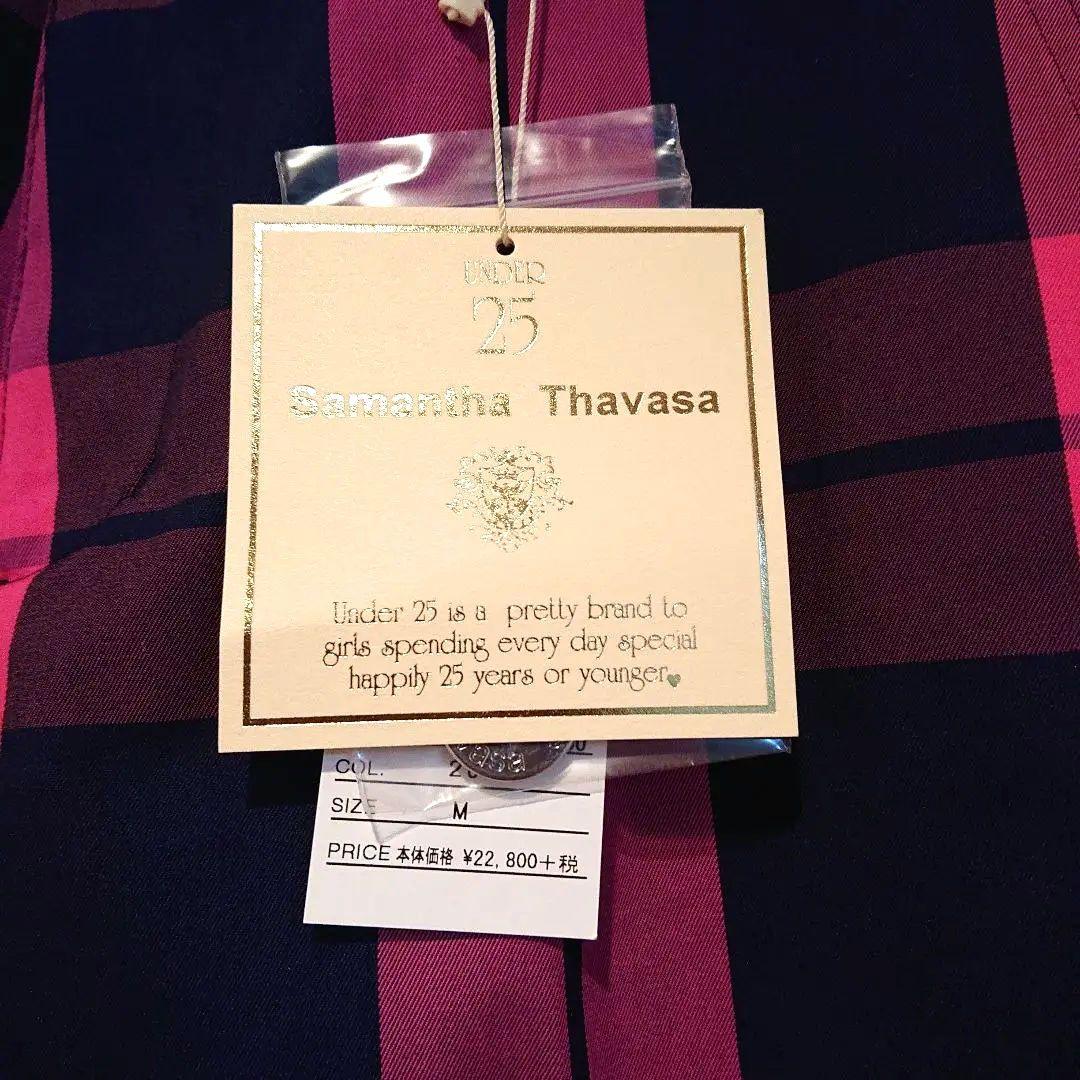 UNDER
25
Samantha Thavasa
Under 25 is a pretty brand to
girls spending every day special
happily 25 years or younger
COL.
SIZE M
PRICE 本体価格 ¥22,800+税